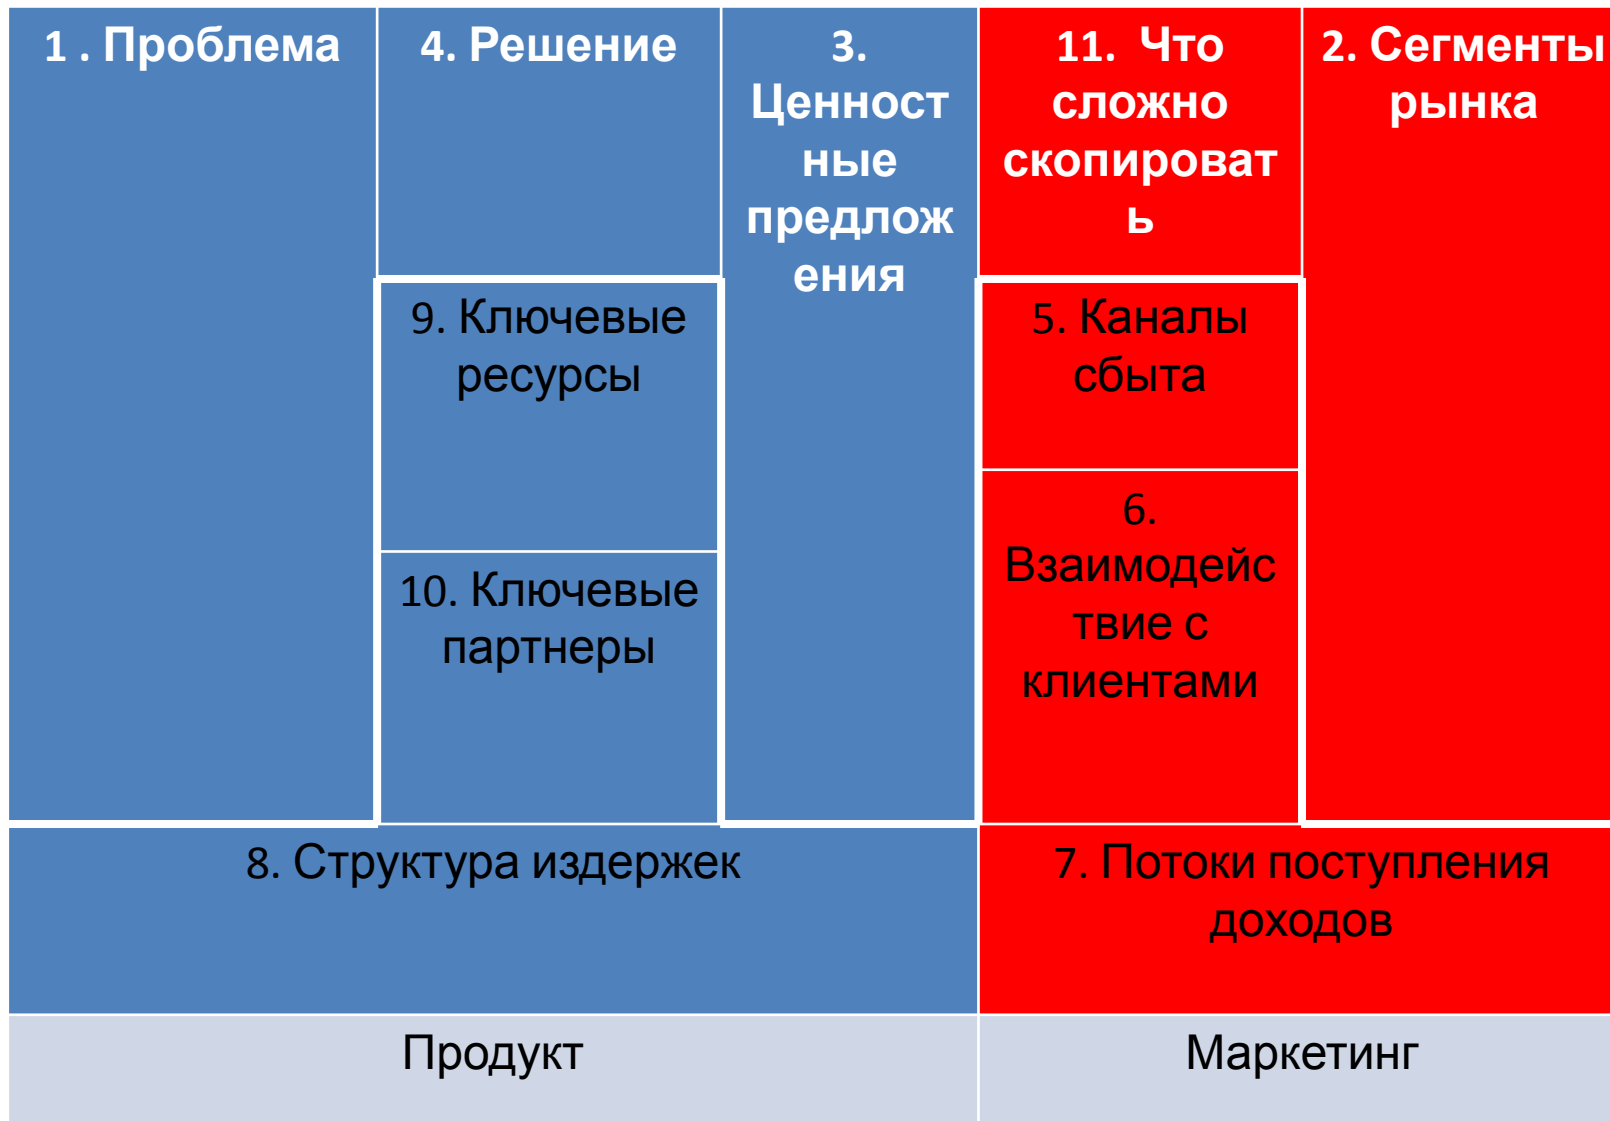 1 . Проблема
4. Решение
3.
Ценност
ные
предлож
ения
11. Что
сложно
скопироват
ь
2. Сегменты
рынка
9. Ключевые
ресурсы
5. Каналы
сбыта
10. Ключевые
партнеры
6.
Взаимодейс
твие с
клиентами
8. Структура издержек
7. Потоки поступления
доходов
Продукт
Маркетинг